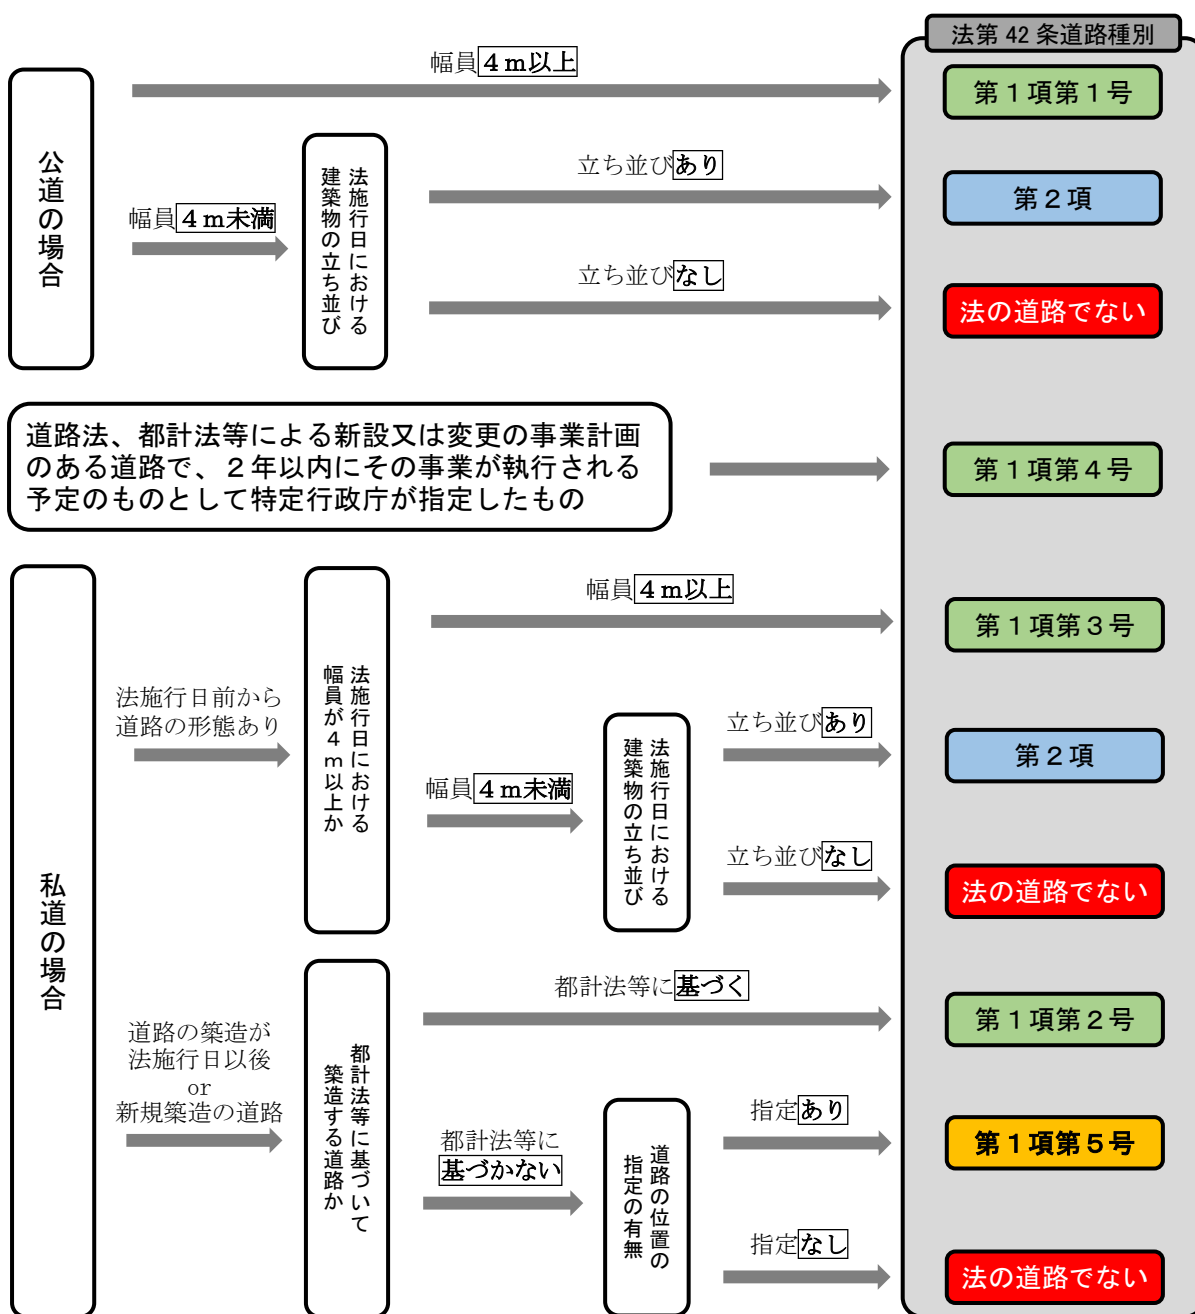 法第 42 条道路種別
公道の場合
幅員４ｍ以上
第１項第１号
幅員４ｍ未満
法施行日における
建築物の立ち並び
立ち並びあり
第２項
立ち並びなし
法の道路でない
道路法、都計法等による新設又は変更の事業計画
のある道路で、２年以内にその事業が執行される
予定のものとして特定行政庁が指定したもの
第１項第４号
私道の場合
法施行日前から
道路の形態あり
法施行日における
幅員が４ｍ以上か
幅員４ｍ以上
第１項第３号
幅員４ｍ未満
法施行日における
建築物の立ち並び
立ち並びあり
第２項
立ち並びなし
法の道路でない
道路の築造が
法施行日以後
or
新規築造の道路
都計法等に基づいて
築造する道路か
都計法等に基づく
第１項第２号
都計法等に
基づかない
道路の位置の
指定の有無
指定あり
第１項第５号
指定なし
法の道路でない